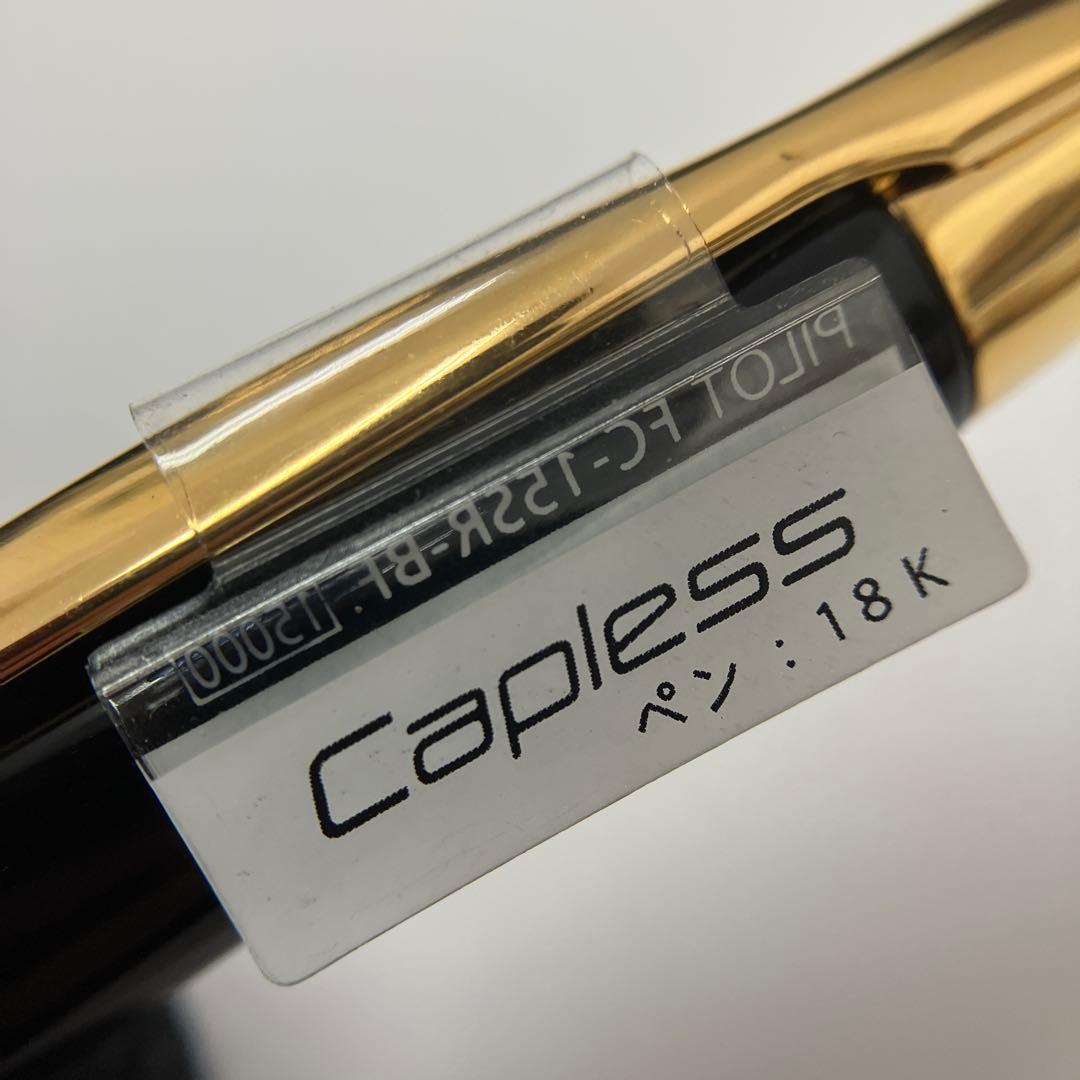 PILOT FC-15SR-BF
15000
Capless
ペン:18K